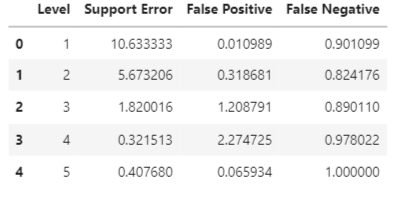 Level Support Error False Positive False Negative
0 1 10.633333 0.010989 0.901099
1 2 5.673206 0.318681 0.824176
2 3 1.820016 1.208791 0.890110
3 4 0.321513 2.274725 0.978022
4 5 0.407680 0.065934 1.000000